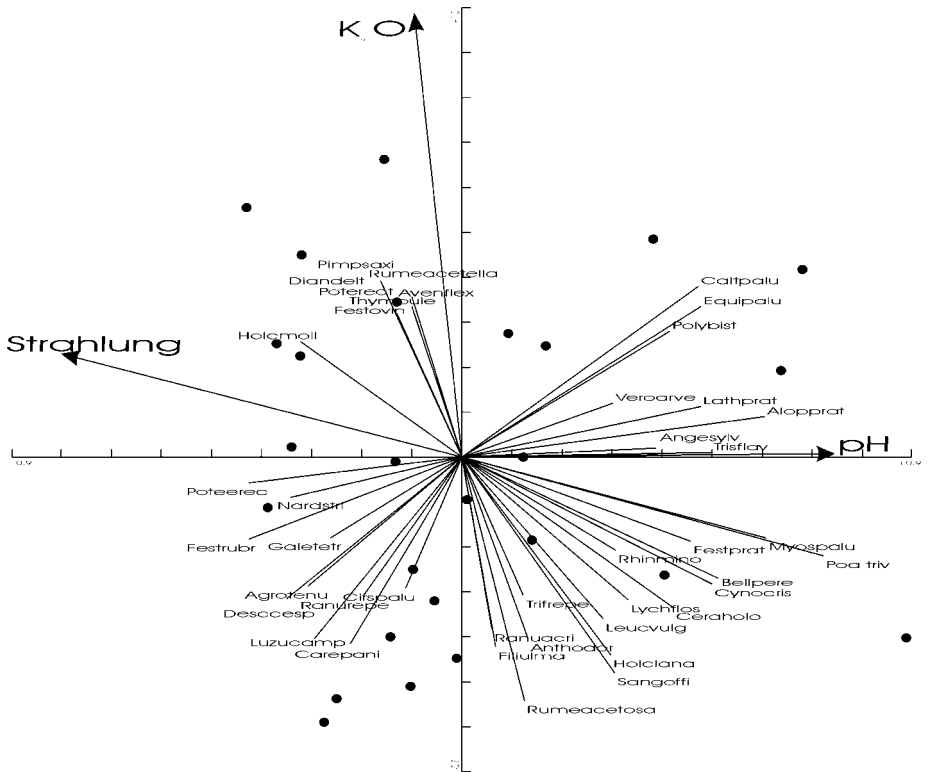 K₂O
Pimpsaxi
Rumeacetella
Diandelt
Poterect Avenflex
Thympule
Festovin
Caltpalu
Equipalu
Polybist
Holcmoll
Strahlung
Veroarve
Lathprat
Alopprat
Angesylv
Trisflav
pH
Poteerec
Nardstri
Festrubr
Galetetr
Festprat
Myospalu
Rhinmino
Poa triv
Bellpere
Cynocris
Agrotenu
Cirspalu
Ranurepe
Desccesp
Trifrepe
Lychflos
Ceraholo
Leucvulg
Luzucamp
Carepani
Ranuacri
Anthodor
Filiulma
Holclana
Sangoffi
Rumeacetosa